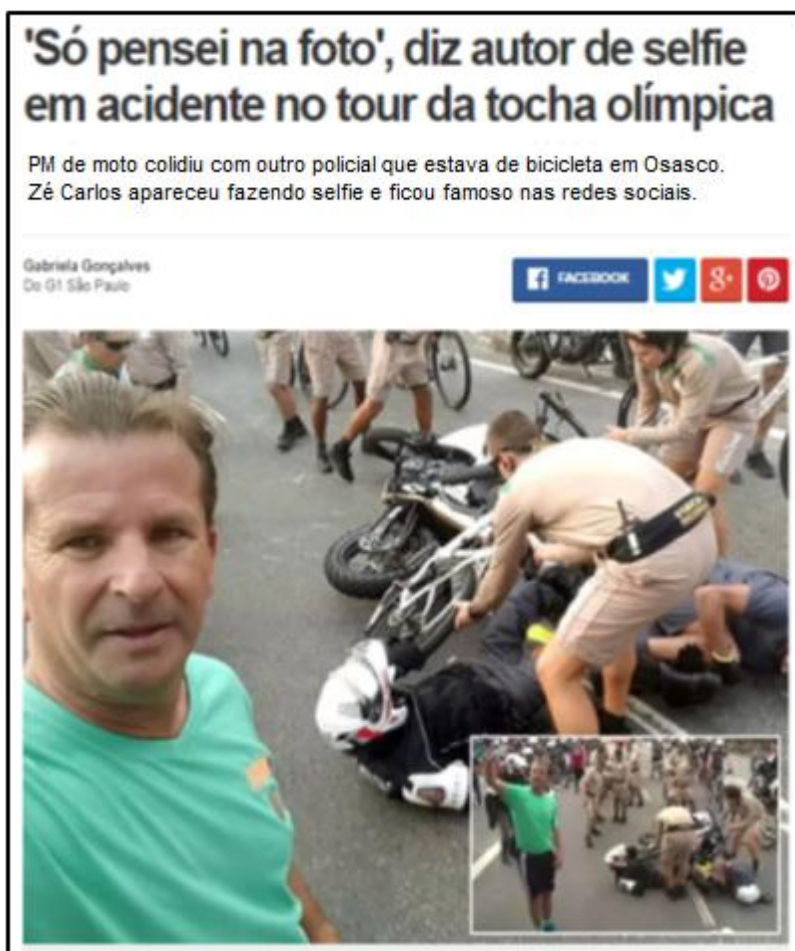 'Só pensei na foto', diz autor de selfie
em acidente no tour da tocha olímpica
PM de moto colidiu com outro policial que estava de bicicleta em Osasco.
Zé Carlos apareceu fazendo selfie e ficou famoso nas redes sociais.
Gabriela Gonçalves
Do G1 São Paulo
f FACEBOOK
g+